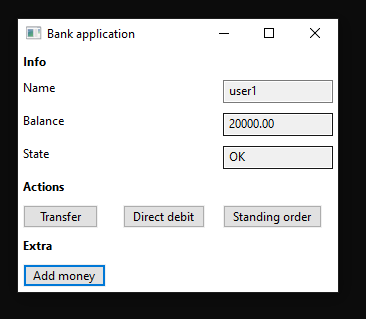 Bank application
Info
Name user1
Balance 20000.00
State OK
Actions
Transfer Direct debit Standing order
Extra
Add money